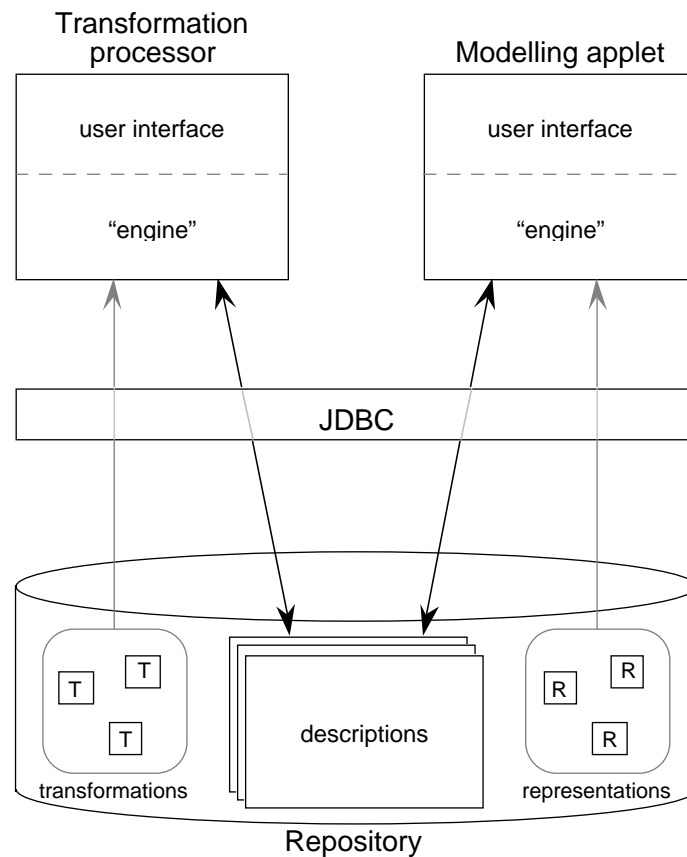 Transformation
processor
Modelling applet
user interface
user interface
“engine”
“engine”
JDBC
T
T
T
R
R
R
descriptions
transformations
representations
Repository